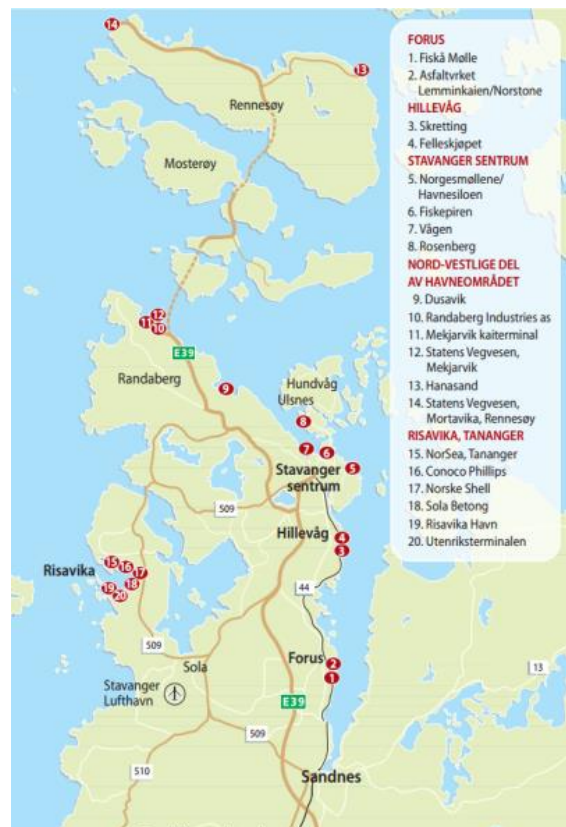 FORUS
1. Fiskå Mølle
2. Asfaltvrket
Lemminkaien/Norstone
HILLEVÅG
3. Skretting
4. Felleskjøpet
STAVANGER SENTRUM
5. Norgesmøllene/
Havnesiloen
6. Fiskepiren
7. Vågen
8. Rosenberg
NORD-VESTLIGE DEL
AV HAVNEOMRÅDET
9. Dusavik
10. Randaberg Industries as
11. Mekjarvik kaiterminal
12. Statens Vegvesen,
Mekjarvik
13. Hanasand
14. Statens Vegvesen,
Mortavika, Rennesøy
RISAVIKA, TANANGER
15. NorSea, Tananger
16. Conoco Phillips
17. Norske Shell
18. Sola Betong
19. Risavika Havn
20. Utenriksterminalen
14
13
Rennesøy
Mosterøy
12
11
10
E39
Randaberg
9
Hundvåg
Ulsnes
8
7
6
5
Stavanger
sentrum
509
Hillevåg
4
3
Risavika
15
16
17
18
19
20
44
509
Sola
Forus
2
1
13
Stavanger
Lufthavn
E39
509
510
Sandnes